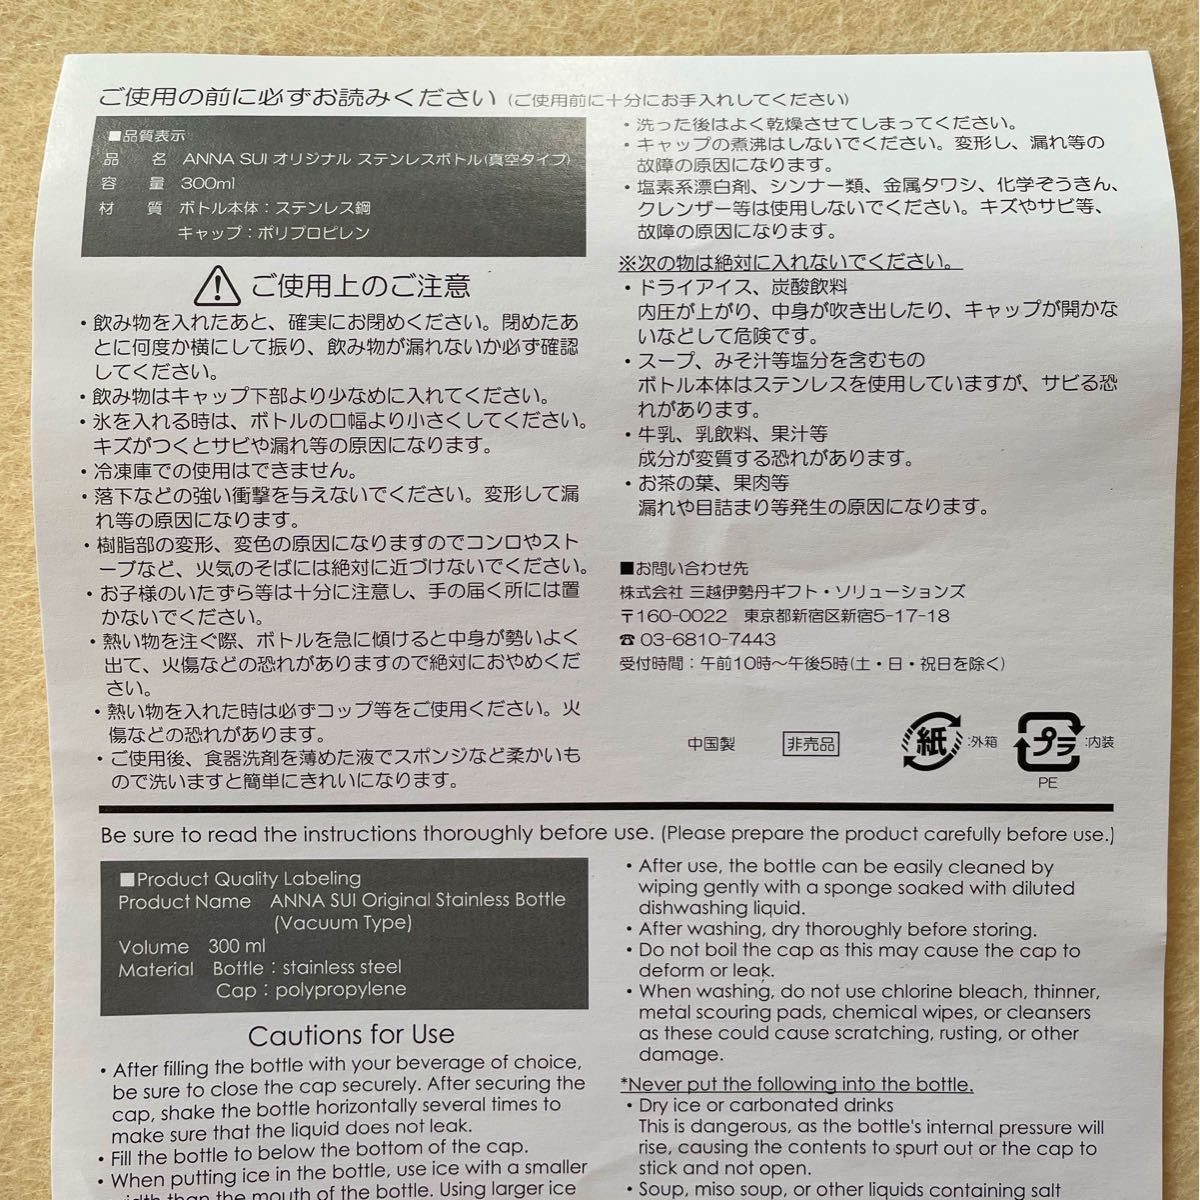 ご使用の前に必ずお読みください (ご使用前に十分にお手入れしてください)
■品質表示
品　　名　ANNA SUI オリジナル ステンレスボトル(真空タイプ)
容　　量　300ml
材　　質　ボトル本体：ステンレス鋼
キャップ：ポリプロピレン
⚠ ご使用上のご注意
・飲み物を入れたあと、確実にお閉めください。閉めたあ
とに何度か横にして振り、飲み物が漏れないか必ず確認
してください。
・飲み物はキャップ下部より少なめに入れてください。
・氷を入れる時は、ボトルの口幅より小さくしてください。
キズがつくとサビや漏れ等の原因になります。
・冷凍庫での使用はできません。
・落下などの強い衝撃を与えないでください。変形して漏
れ等の原因になります。
・樹脂部の変形、変色の原因になりますのでコンロやスト
ーブなど、火気のそばには絶対に近づけないでください。
・お子様のいたずら等は十分に注意し、手の届く所には置
かないでください。
・熱い物を注ぐ際、ボトルを急に傾けると中身が勢いよく
出て、火傷などの恐れがありますので絶対におやめくだ
さい。
・熱い物を入れた時は必ずコップ等をご使用ください。火
傷などの恐れがあります。
・ご使用後、食器洗剤を薄めた液でスポンジなど柔かいも
ので洗いますと簡単にきれいになります。
・洗った後はよく乾燥させてしまってください。
・キャップの煮沸はしないでください。変形し、漏れ等の
故障の原因になります。
・塩素系漂白剤、シンナー類、金属タワシ、化学ぞうきん、
クレンザー等は使用しないでください。キズやサビ等、
故障の原因になります。
※次の物は絶対に入れないでください。
・ドライアイス、炭酸飲料
内圧が上がり、中身が吹き出したり、キャップが開かな
いなどして危険です。
・スープ、みそ汁等塩分を含むもの
ボトル本体はステンレスを使用していますが、サビる恐
れがあります。
・牛乳、乳飲料、果汁等
成分が変質する恐れがあります。
・お茶の葉、果肉等
漏れや目詰まり等発生の原因になります。
■お問い合わせ先
株式会社 三越伊勢丹ギフト・ソリューションズ
〒160-0022　東京都新宿区新宿5-17-18
☎ 03-6810-7443
受付時間：午前10時～午後5時(土・日・祝日を除く)
中国製　非売品　紙：外箱　プラ：内装
PE
Be sure to read the instructions thoroughly before use. (Please prepare the product carefully before use.)
■Product Quality Labeling
Product Name　ANNA SUI Original Stainless Bottle
(Vacuum Type)
Volume　300 ml
Material　Bottle：stainless steel
Cap：polypropylene
Cautions for Use
・After filling the bottle with your beverage of choice,
be sure to close the cap securely. After securing the
cap, shake the bottle horizontally several times to
make sure that the liquid does not leak.
・Fill the bottle to below the bottom of the cap.
・When putting ice in the bottle, use ice with a smaller
width than the mouth of the bottle. Using larger ice
・After use, the bottle can be easily cleaned by
wiping gently with a sponge soaked with diluted
dishwashing liquid.
・After washing, dry thoroughly before storing.
・Do not boil the cap as this may cause the cap to
deform or leak.
・When washing, do not use chlorine bleach, thinner,
metal scouring pads, chemical wipes, or cleansers
as these could cause scratching, rusting, or other
damage.
*Never put the following into the bottle.
・Dry ice or carbonated drinks
This is dangerous, as the bottle's internal pressure will
rise, causing the contents to spurt out or the cap to
stick and not open.
・Soup, miso soup, or other liquids containing salt